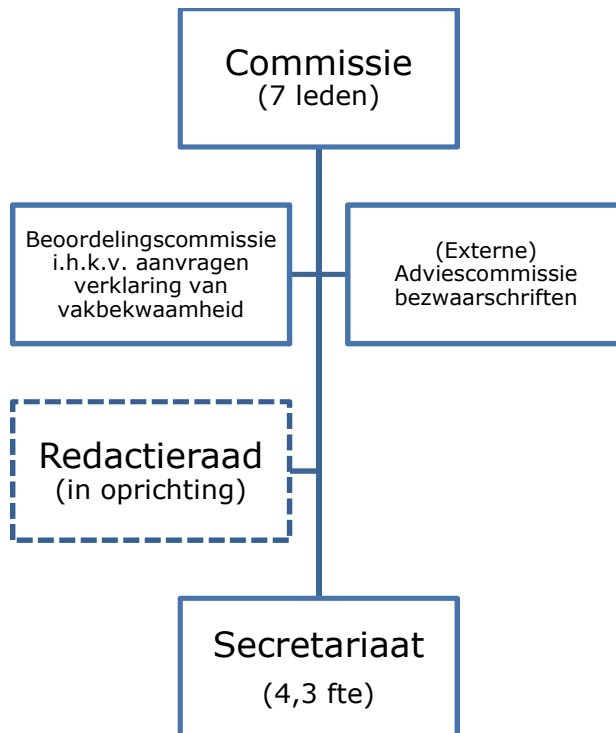 Commissie
(7 leden)
Beoordelingscommissie
i.h.k.v. aanvragen
verklaring van
vakbekwaamheid
(Externe)
Adviescommissie
bezwaarschriften
Redactieraad
(in oprichting)
Secretariaat
(4,3 fte)